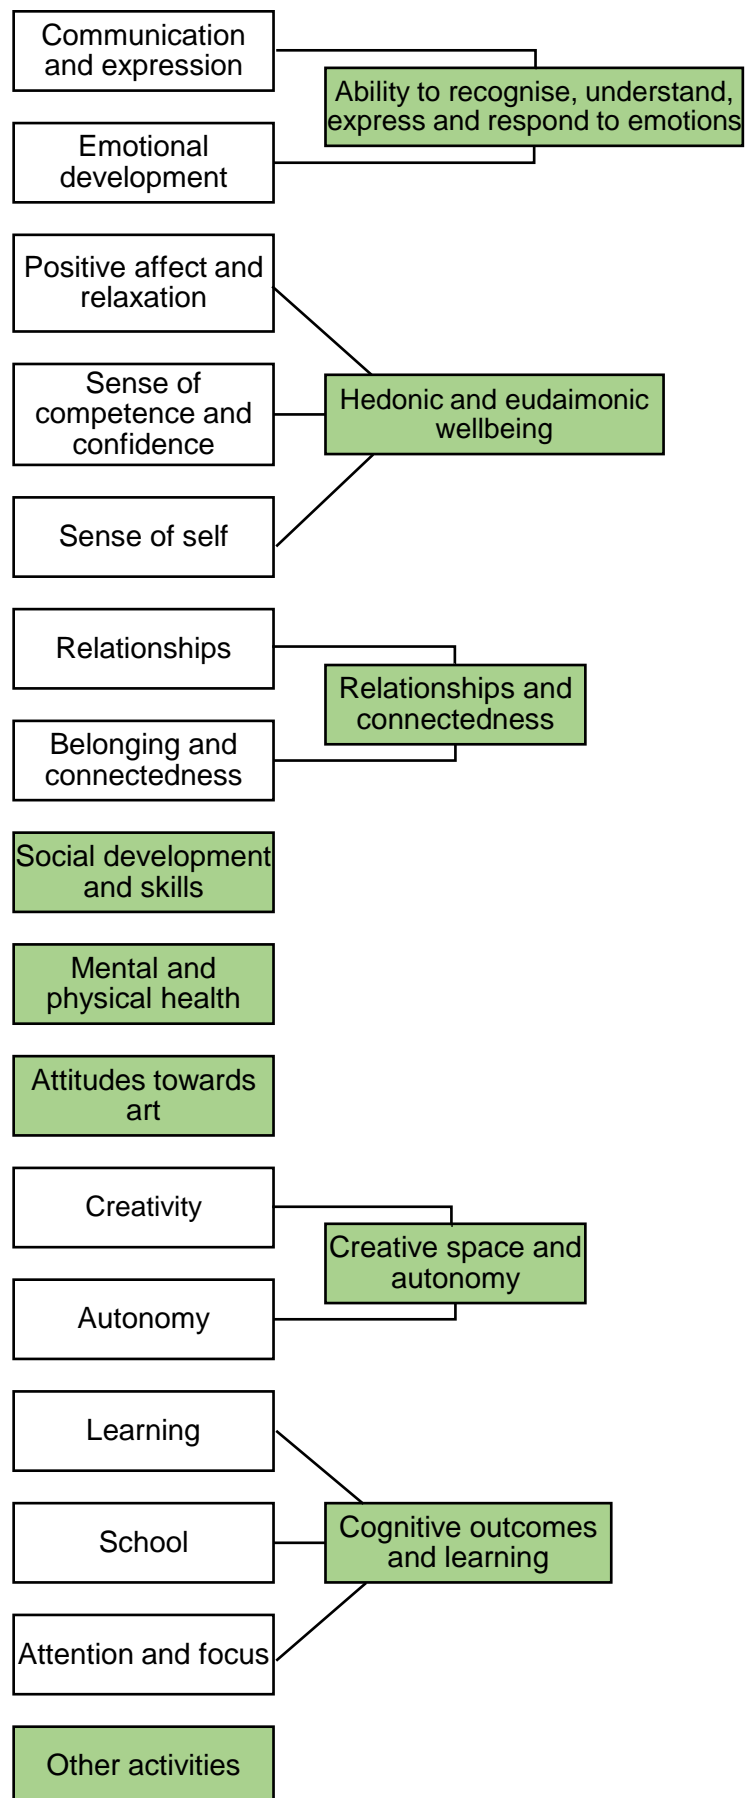 Communication
and expression
Ability to recognise, understand,
express and respond to emotions
Emotional
development
Positive affect and
relaxation
Sense of
competence and
confidence
Hedonic and eudaimonic
wellbeing
Sense of self
Relationships
Relationships and
connectedness
Belonging and
connectedness
Social development
and skills
Mental and
physical health
Attitudes towards
art
Creativity
Creative space and
autonomy
Autonomy
Learning
School
Cognitive outcomes
and learning
Attention and focus
Other activities